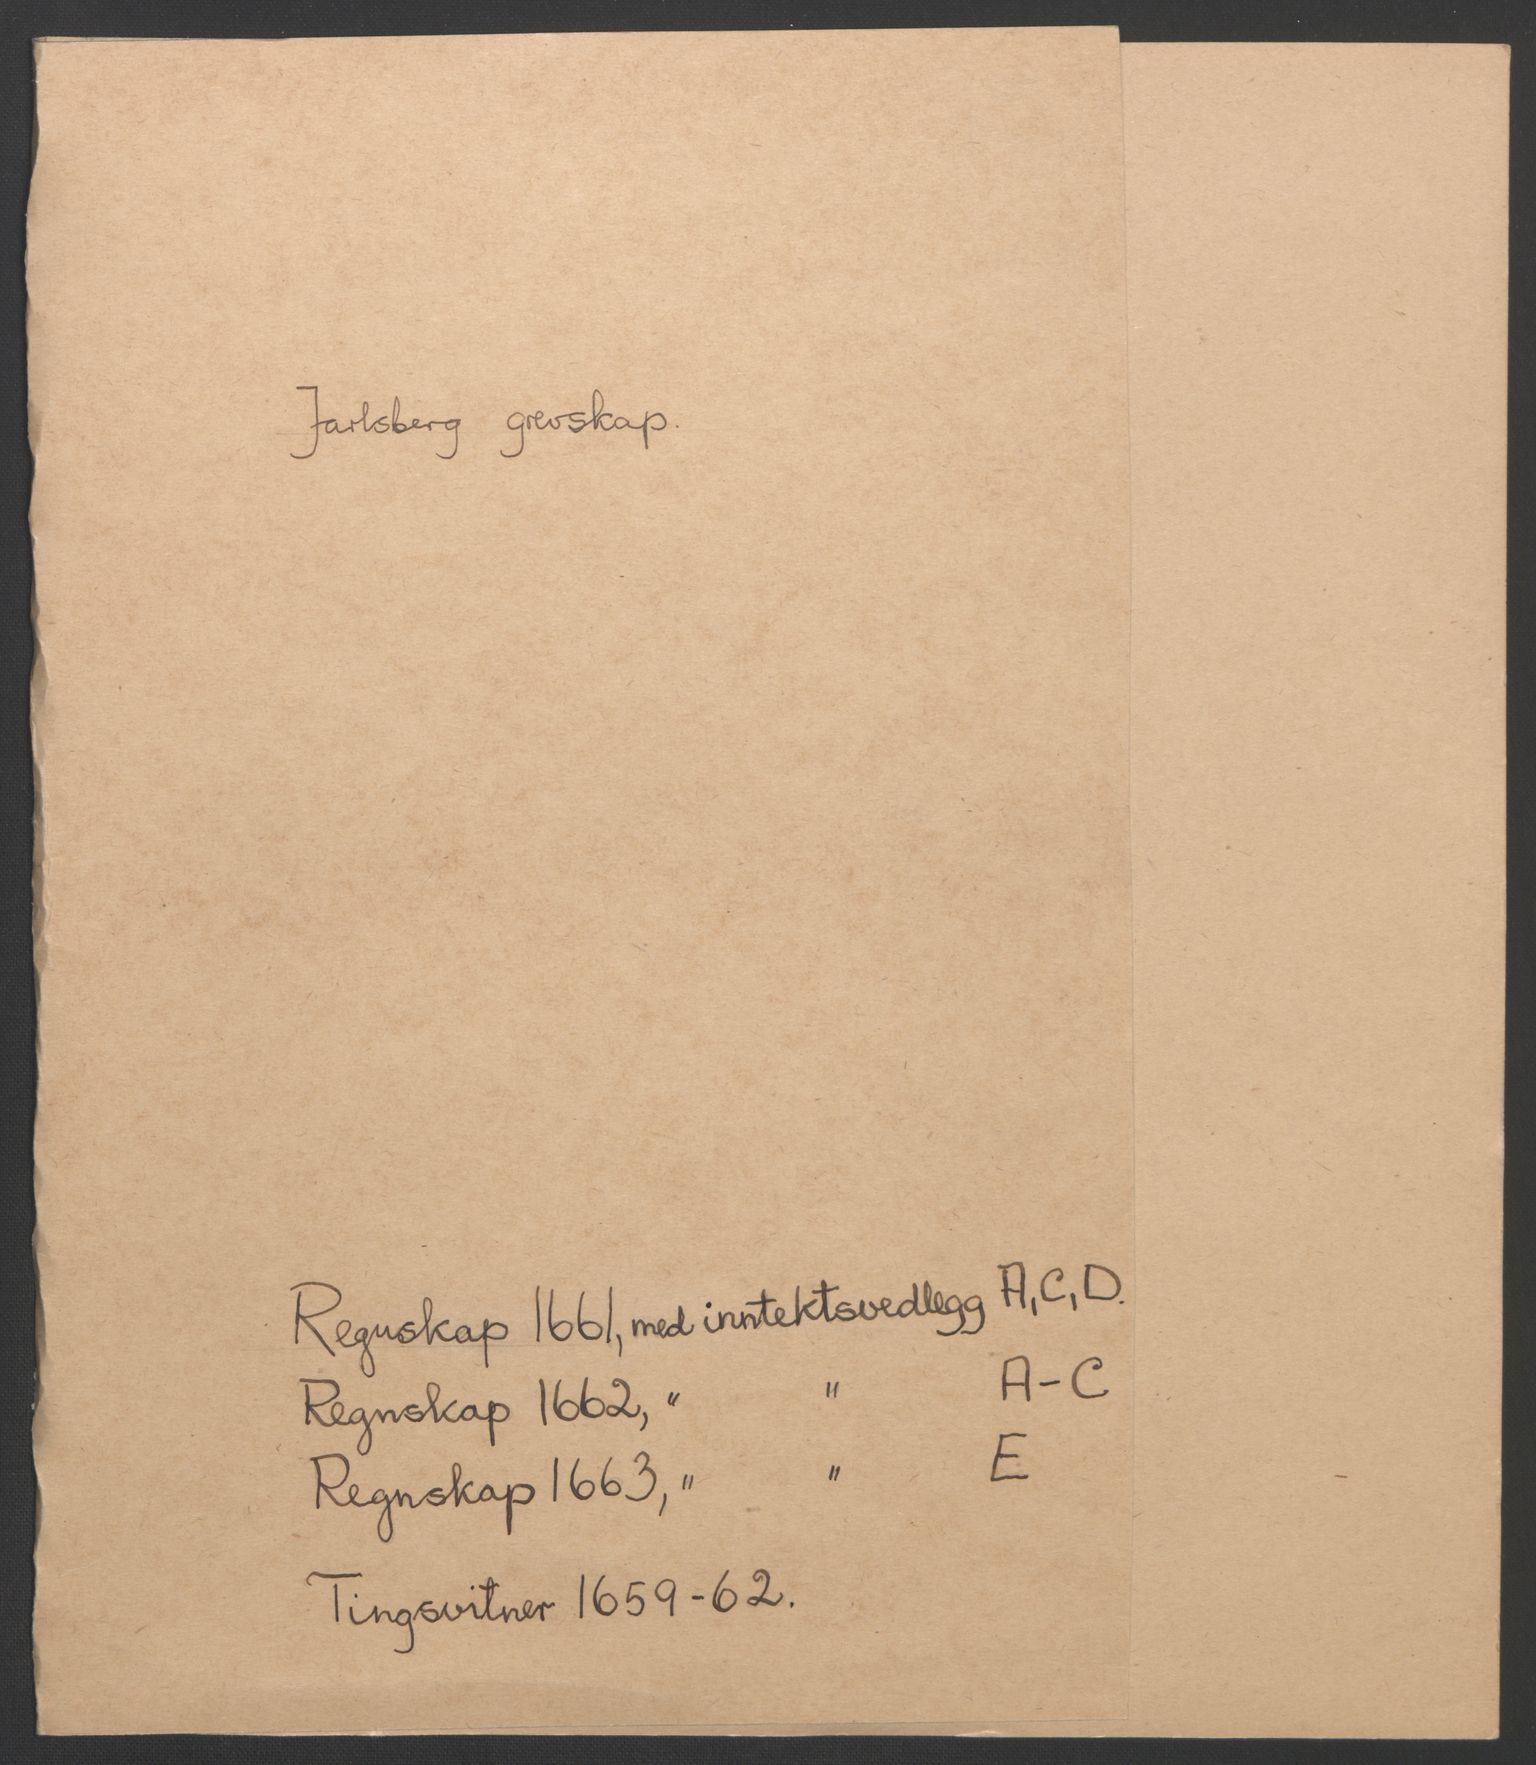 Jarlsberg grevskap.
Regnskap 1661, med inntektsvedlegg A, C, D.
Regnskap 1662, " " A-C
Regnskap 1663, " " E
Tingsvitner 1659-62.